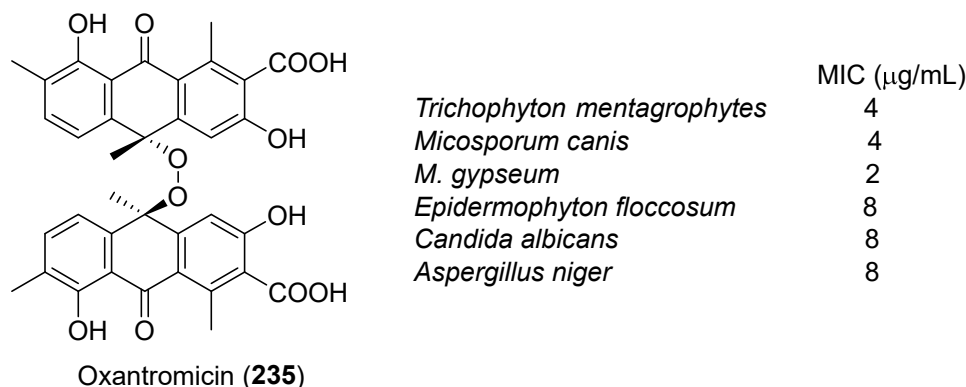 OH
O
COOH
OH
O
O
OH
COOH
OH
O
Oxantromicin (235)
MIC (μg/mL)
Trichophyton mentagrophytes 4
Micosporum canis 4
M. gypseum 2
Epidermophyton floccosum 8
Candida albicans 8
Aspergillus niger 8